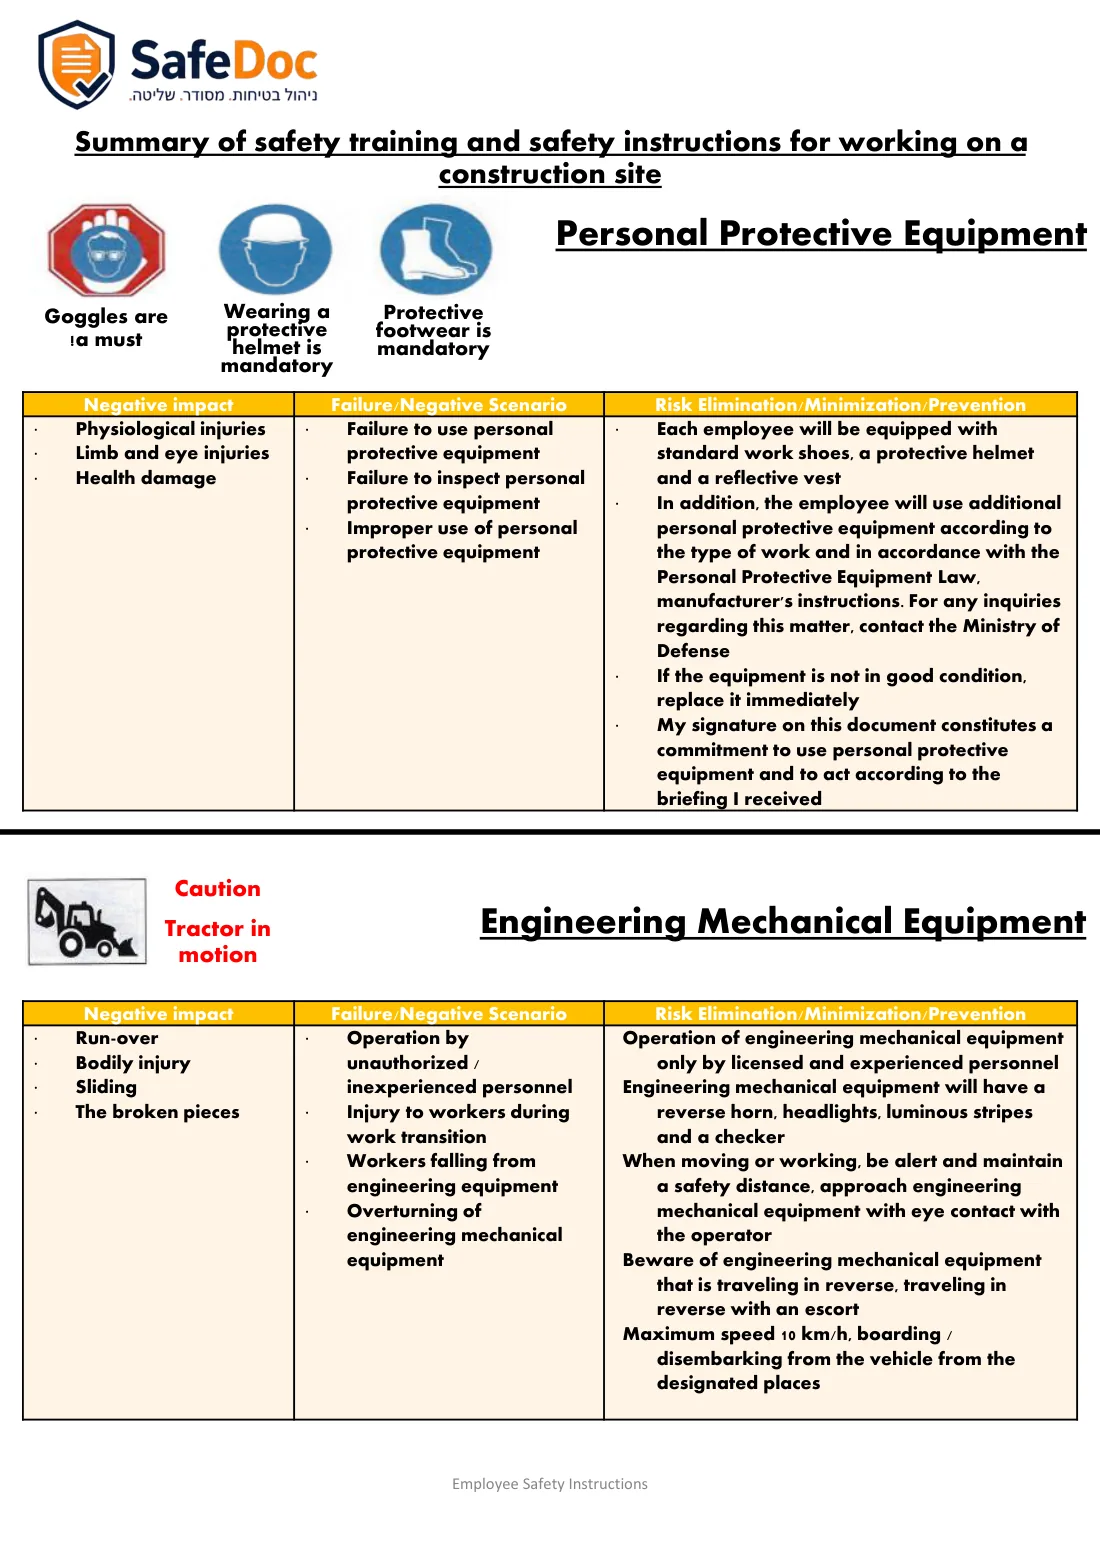 SafeDoc
ניהול בטיחות. מסודר. שליטה.
Summary of safety training and safety instructions for working on a
construction site
Personal Protective Equipment
Goggles are
!a must
Wearing a
protective
helmet is
mandatory
Protective
footwear is
mandatory
Negative impact
· Physiological injuries
· Limb and eye injuries
· Health damage
Failure/Negative Scenario
· Failure to use personal
protective equipment
· Failure to inspect personal
protective equipment
· Improper use of personal
protective equipment
Risk Elimination/Minimization/Prevention
· Each employee will be equipped with
standard work shoes, a protective helmet
and a reflective vest
· In addition, the employee will use additional
personal protective equipment according to
the type of work and in accordance with the
Personal Protective Equipment Law,
manufacturer's instructions. For any inquiries
regarding this matter, contact the Ministry of
Defense
· If the equipment is not in good condition,
replace it immediately
· My signature on this document constitutes a
commitment to use personal protective
equipment and to act according to the
briefing I received
Caution
Tractor in
motion
Engineering Mechanical Equipment
Negative impact
· Run-over
· Bodily injury
· Sliding
· The broken pieces
Failure/Negative Scenario
· Operation by
unauthorized /
inexperienced personnel
· Injury to workers during
work transition
· Workers falling from
engineering equipment
· Overturning of
engineering mechanical
equipment
Risk Elimination/Minimization/Prevention
Operation of engineering mechanical equipment
only by licensed and experienced personnel
Engineering mechanical equipment will have a
reverse horn, headlights, luminous stripes
and a checker
When moving or working, be alert and maintain
a safety distance, approach engineering
mechanical equipment with eye contact with
the operator
Beware of engineering mechanical equipment
that is traveling in reverse, traveling in
reverse with an escort
Maximum speed 10 km/h, boarding /
disembarking from the vehicle from the
designated places
Employee Safety Instructions